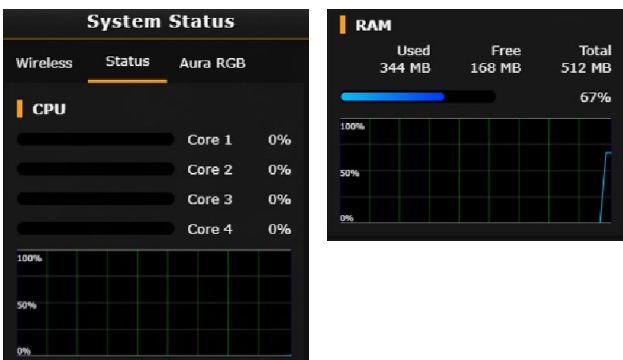 System Status
Wireless Status Aura RGB
CPU
Core 1 0%
Core 2 0%
Core 3 0%
Core 4 0%
100%
50%
0%
RAM
Used Free Total
344 MB 168 MB 512 MB
67%
100%
50%
0%